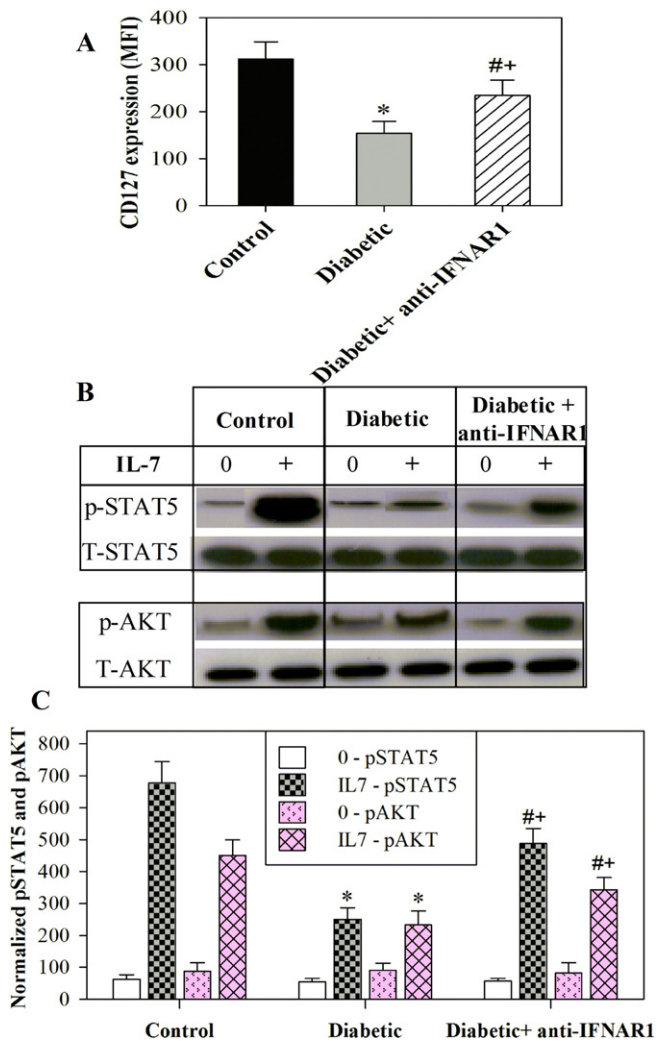 A
CD127 expression (MFI)
400
300
200
100
0
*
#+
Control
Diabetic
Diabetic+ anti-IFNAR1
B
Control
Diabetic
Diabetic +
anti-IFNAR1
IL-7
0
+
0
+
0
+
p-STAT5
T-STAT5
p-AKT
T-AKT
C
Normalized pSTAT5 and pAKT
800
700
600
500
400
300
200
100
0
0 - pSTAT5
IL7 - pSTAT5
0 - pAKT
IL7 - pAKT
*
*
#+
#+
Control
Diabetic
Diabetic+ anti-IFNAR1